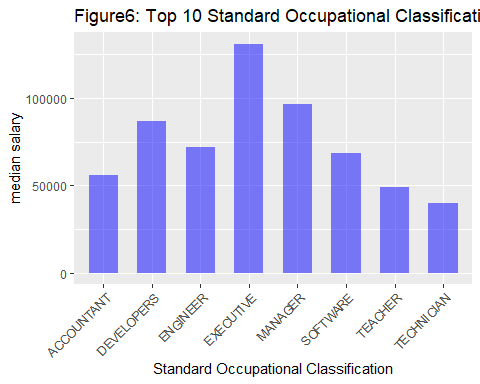 Figure6: Top 10 Standard Occupational Classificati
median salary
100000
50000
0
ACCOUNTANT
DEVELOPERS
ENGINEER
EXECUTIVE
MANAGER
SOFTWARE
TEACHER
TECHNICIAN
Standard Occupational Classification